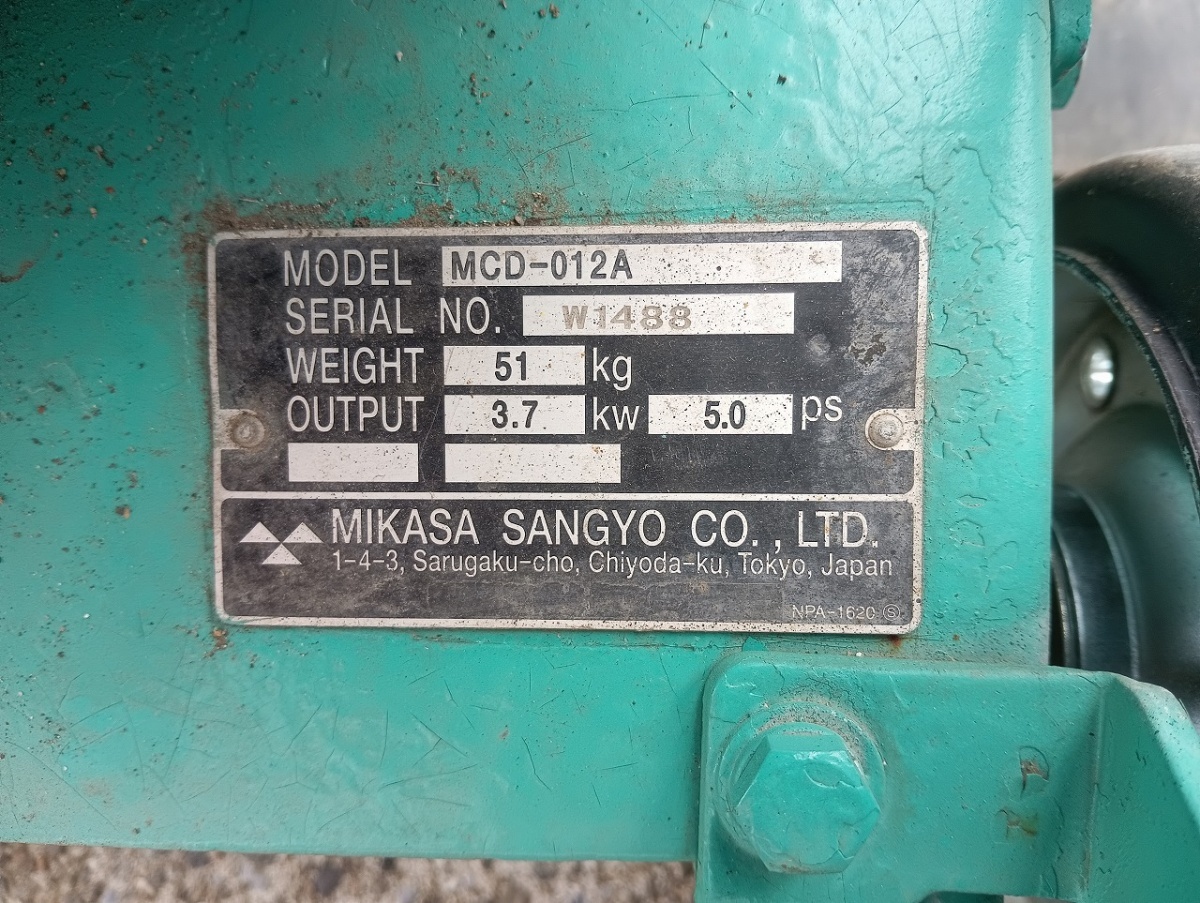 MODEL MCD-012A
SERIAL NO. W1488
WEIGHT 51 kg
OUTPUT 3.7 kw 5.0 ps
MIKASA SANGYO CO., LTD.
1-4-3, Sarugaku-cho, Chiyoda-ku, Tokyo, Japan
NPA-1620 Ⓢ